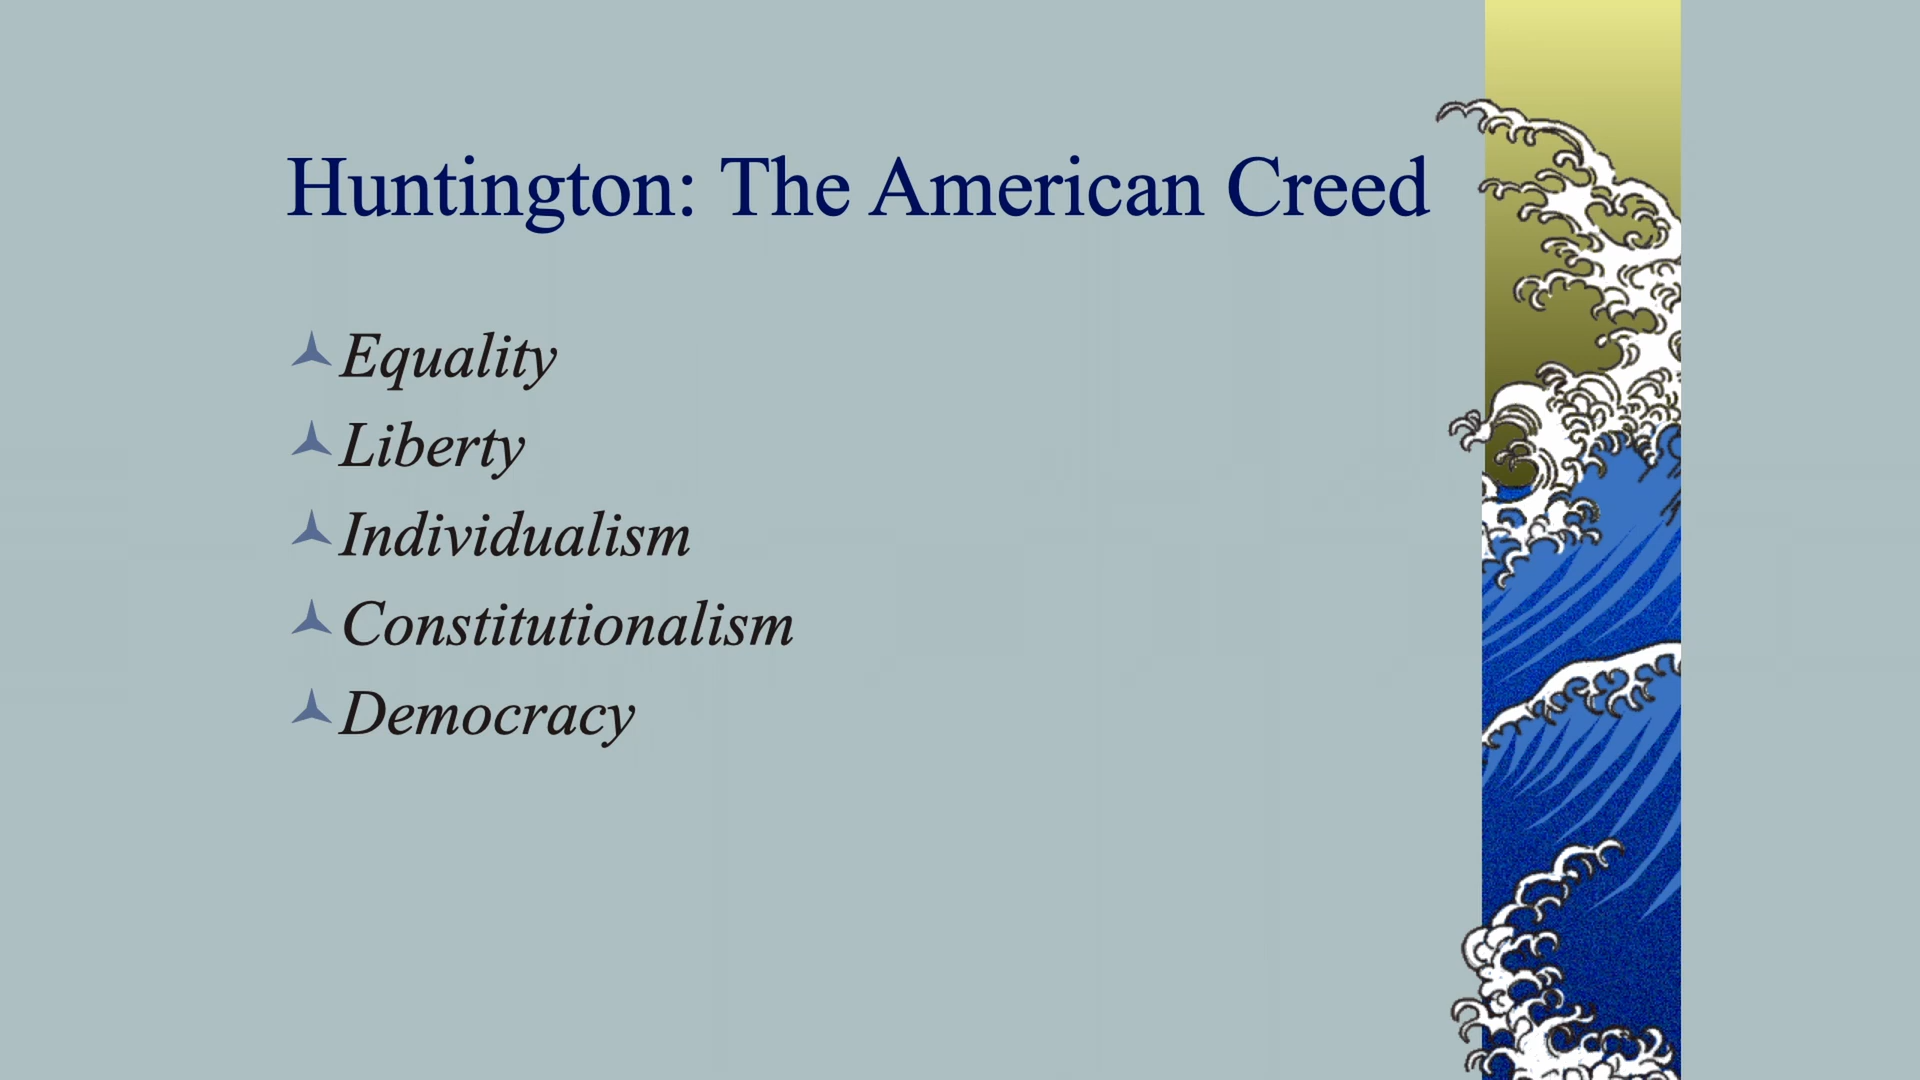 Huntington: The American Creed
Equality
Liberty
Individualism
Constitutionalism
Democracy